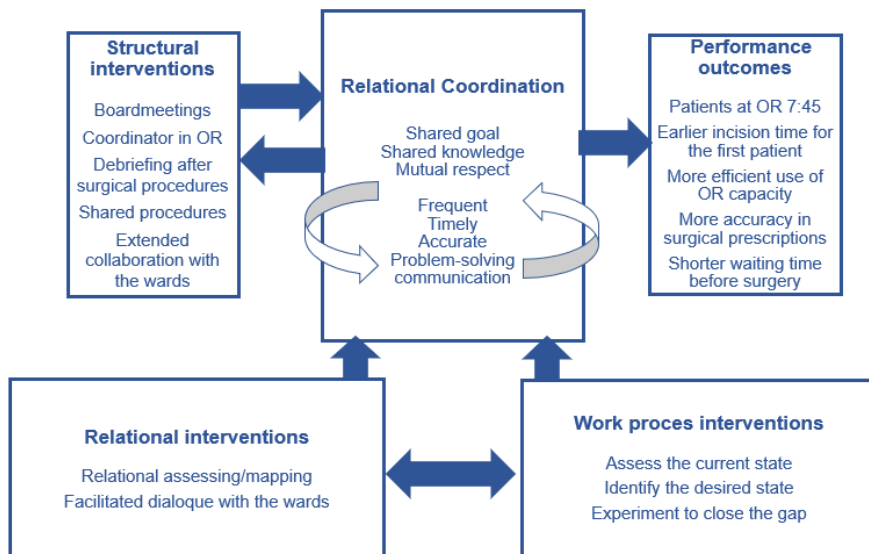 Structural
interventions
Boardmeetings
Coordinator in OR
Debriefing after
surgical procedures
Shared procedures
Extended
collaboration with
the wards
Relational Coordination
Shared goal
Shared knowledge
Mutual respect
Frequent
Timely
Accurate
Problem-solving
communication
Performance
outcomes
Patients at OR 7:45
Earlier incision time for
the first patient
More efficient use of
OR capacity
More accuracy in
surgical prescriptions
Shorter waiting time
before surgery
Relational interventions
Relational assessing/mapping
Facilitated dialoque with the wards
Work proces interventions
Assess the current state
Identify the desired state
Experiment to close the gap